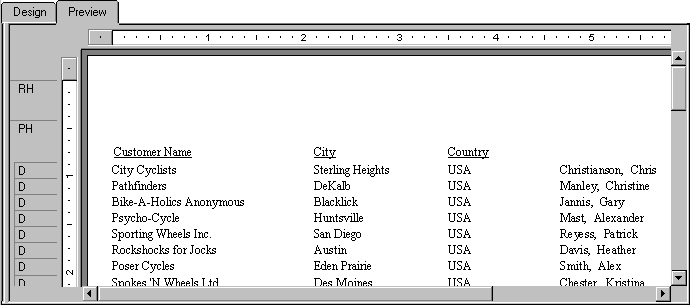 Design Preview
1 2 3 4 5
RH
PH
Customer Name City Country
D City Cyclists Sterling Heights USA Christianson, Chris
D Pathfinders DeKalb USA Manley, Christine
D Bike-A-Holics Anonymous Blacklick USA Jannis, Gary
D Psycho-Cycle Huntsville USA Mast, Alexander
D Sporting Wheels Inc. San Diego USA Reyess, Patrick
D Rockshocks for Jocks Austin USA Davis, Heather
D Poser Cycles Eden Prairie USA Smith, Alex
D Spokes 'N Wheels Ltd. Des Moines USA Chester, Kristina
1
2